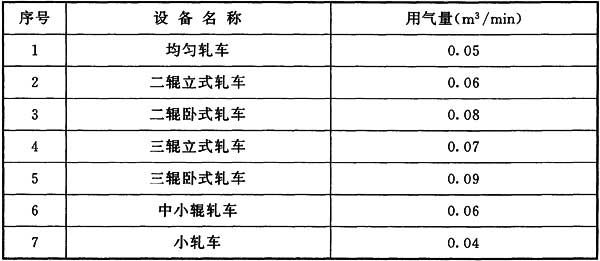 序号 设备名称 用气量(m³/min)
1 均匀轧车 0.05
2 二辊立式轧车 0.06
3 二辊卧式轧车 0.08
4 三辊立式轧车 0.07
5 三辊卧式轧车 0.09
6 中小辊轧车 0.06
7 小轧车 0.04